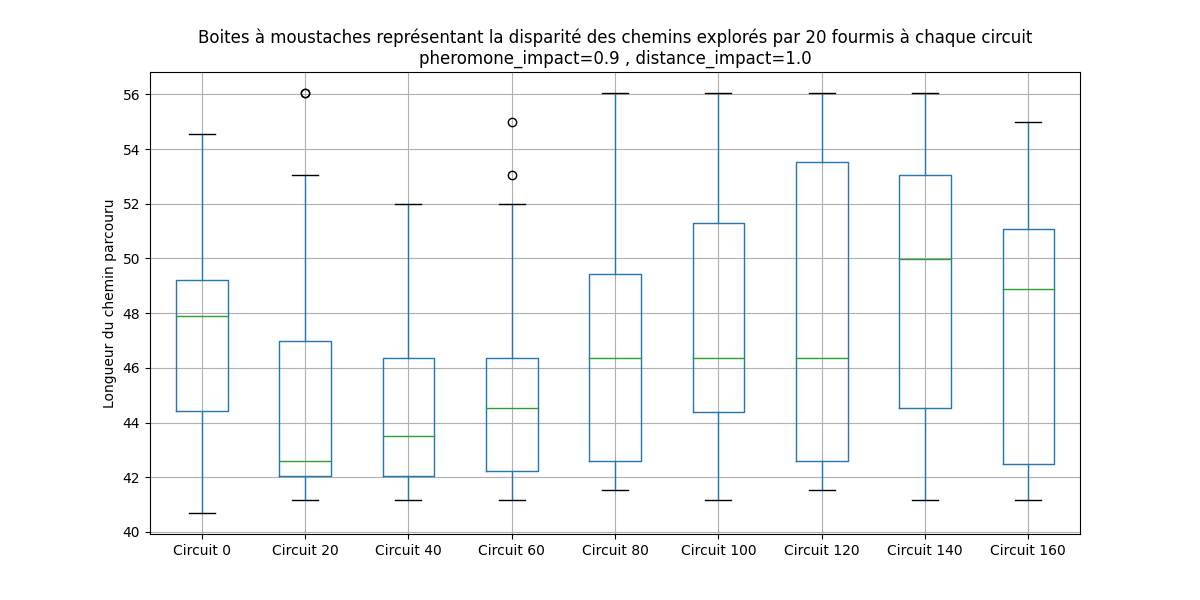 Boites à moustaches représentant la disparité des chemins explorés par 20 fourmis à chaque circuit
pheromone_impact=0.9 , distance_impact=1.0
Longueur du chemin parcouru
56
54
52
50
48
46
44
42
40
Circuit 0 Circuit 20 Circuit 40 Circuit 60 Circuit 80 Circuit 100 Circuit 120 Circuit 140 Circuit 160